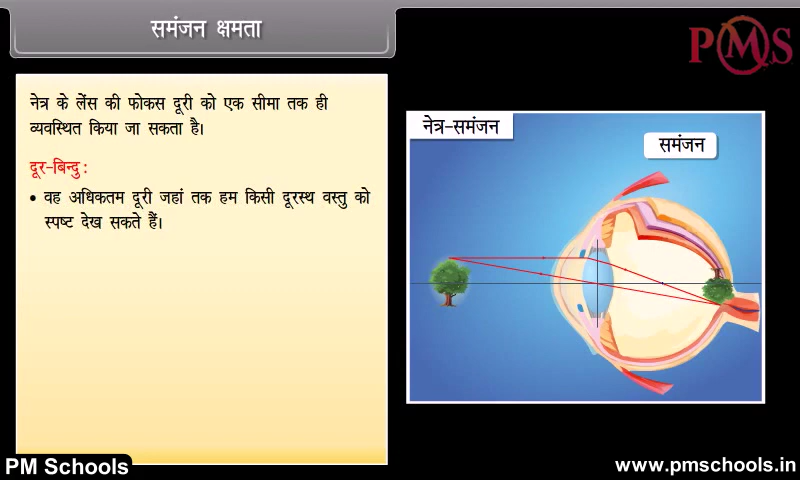 समंजन क्षमता
PMS
नेत्र के लेंस की फोकस दूरी को एक सीमा तक ही
व्यवस्थित किया जा सकता है।
दूर-बिन्दु :
• वह अधिकतम दूरी जहां तक हम किसी दूरस्थ वस्तु को
स्पष्ट देख सकते हैं।
नेत्र-समंजन
समंजन
PM Schools
www.pmschools.in